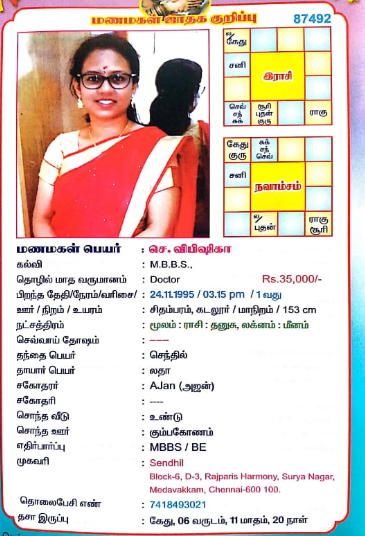 மணமகள் ஜாதக குறிப்பு 87492
ல/
கேது
சனி
இராசி
செவ்
சந்
சுக்
சூரி
புதன்
குரு
ராகு
கேது
குரு
சுக்
சந்
செவ்
சனி
நவாம்சம்
ல/
புதன்
ராகு
சூரி
மணமகள் பெயர் : செ. விபிஷிகா
கல்வி : M.B.B.S.,
தொழில் மாத வருமானம் : Doctor Rs.35,000/-
பிறந்த தேதி/நேரம்/வரிசை/ : 24.11.1995 / 03.15 pm / 1 வது
ஊர் / நிறம் / உயரம் : சிதம்பரம், கடலூர் / மாநிறம் / 153 cm
நட்சத்திரம் : மூலம் : ராசி : தனுசு, லக்னம் : மீனம்
செவ்வாய் தோஷம் : -----
தந்தை பெயர் : செந்தில்
தாயார் பெயர் : லதா
சகோதரர் : AJan (அஜன்)
சகோதரி : ----
சொந்த வீடு : உண்டு
சொந்த ஊர் : கும்பகோணம்
எதிர்பார்ப்பு : MBBS / BE
முகவரி : Sendhil
Block-6, D-3, Rajparis Harmony, Surya Nagar,
Medavakkam, Chennai-600 100.
தொலைபேசி எண் : 7418493021
தசா இருப்பு : கேது, 06 வருடம், 11 மாதம், 20 நாள்